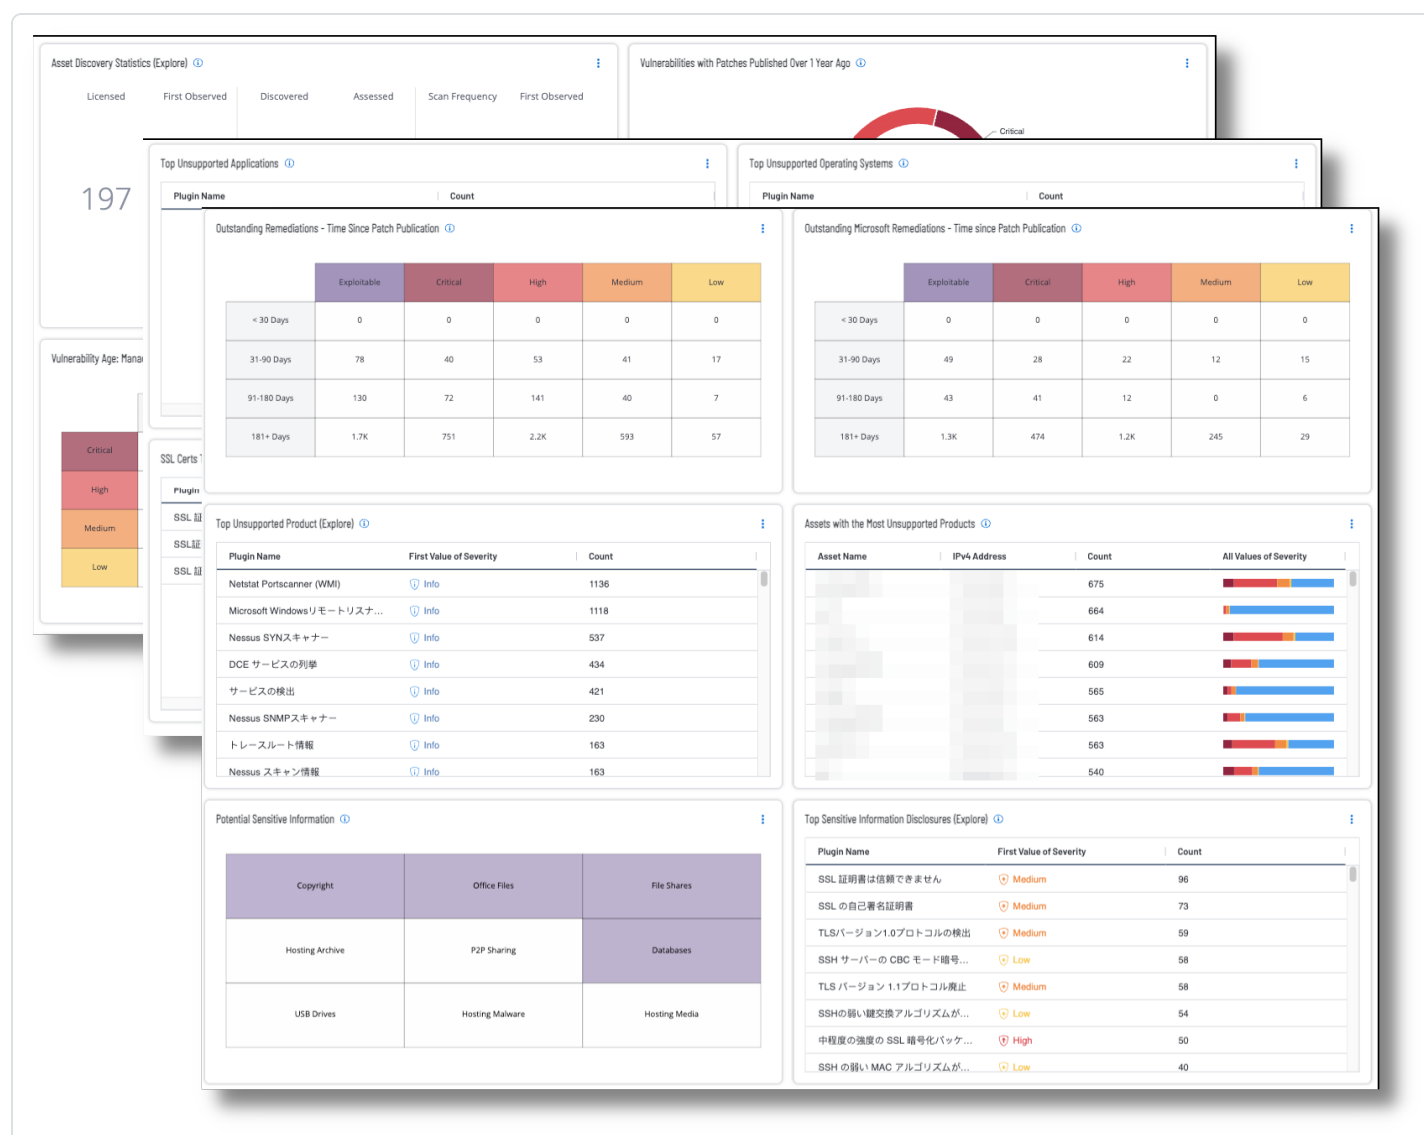 Asset Discovery Statistics (Explore)
Licensed First Observed Discovered Assessed Scan Frequency First Observed
197
Vulnerabilities with Patches Published Over 1 Year Ago
Critical
Vulnerability Age:
Critical
High
Medium
Low
Top Unsupported Applications
Plugin Name Count
Top Unsupported Operating Systems
Plugin Name Count
SSL Certs
Plugin
SSL 証
SSL証
SSL 証
Outstanding Remediations - Time Since Patch Publication
Exploitable Critical High Medium Low
< 30 Days 0 0 0 0 0
31-90 Days 78 40 53 41 17
91-180 Days 130 72 141 40 7
181+ Days 1.7K 751 2.2K 593 57
Outstanding Microsoft Remediations - Time since Patch Publication
Exploitable Critical High Medium Low
< 30 Days 0 0 0 0 0
31-90 Days 49 28 22 12 15
91-180 Days 43 41 12 0 6
181+ Days 1.3K 474 1.2K 245 29
Top Unsupported Product (Explore)
Plugin Name First Value of Severity Count
Netstat Portscanner (WMI) Info 1136
Microsoft Windowsリモートリスナ... Info 1118
Nessus SYNスキャナー Info 537
DCE サービスの列挙 Info 434
サービスの検出 Info 421
Nessus SNMPスキャナー Info 230
トレースルート情報 Info 163
Nessus スキャン情報 Info 163
Assets with the Most Unsupported Products
Asset Name IPv4 Address Count All Values of Severity
675
664
614
609
565
563
563
540
Potential Sensitive Information
Copyright Office Files File Shares
Hosting Archive P2P Sharing Databases
USB Drives Hosting Malware Hosting Media
Top Sensitive Information Disclosures (Explore)
Plugin Name First Value of Severity Count
SSL 証明書は信頼できません Medium 96
SSL の自己署名証明書 Medium 73
TLSバージョン1.0プロトコルの検出 Medium 59
SSH サーバーの CBC モード暗号... Low 58
TLS バージョン 1.1プロトコル廃止 Medium 58
SSHの弱い鍵交換アルゴリズムが... Low 54
中程度の強度の SSL 暗号化パッケ... High 50
SSH の弱い MAC アルゴリズムが... Low 40